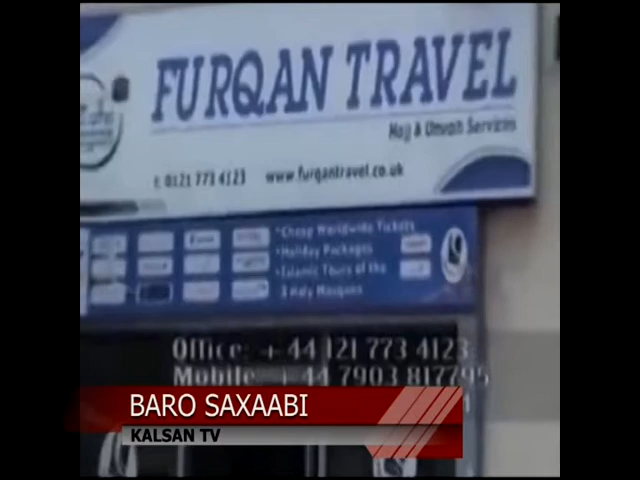 FURQAN TRAVEL
Hajj & Umrah Services
t: 0121 773 4123 www.furqantravel.co.uk
*Cheap Worldwide Tickets
*Holiday Packages
*Islamic Tours of the
3 Holy Mosques
Office: +44 121 773 4123
Mobile: +44 7903 817795
BARO SAXAABI
KALSAN TV